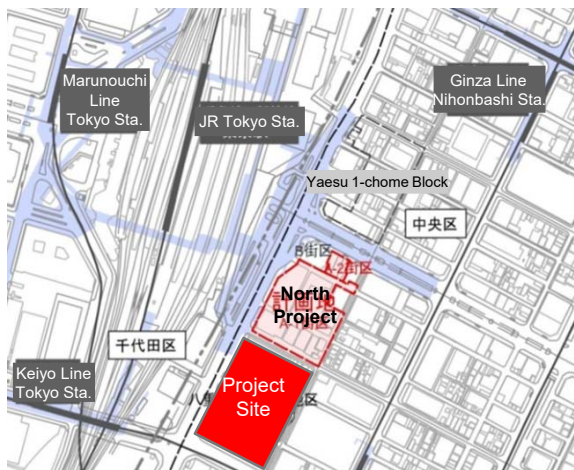 Marunouchi
Line
Tokyo Sta.
JR Tokyo Sta.
Ginza Line
Nihonbashi Sta.
Yaesu 1-chome Block
中央区
B街区
A-2街区
North
Project
千代田区
Keiyo Line
Tokyo Sta.
Project
Site